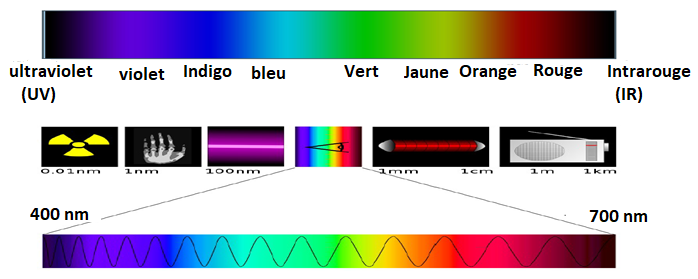 ultraviolet violet Indigo bleu Vert Jaune Orange Rouge Intrarouge
(UV) (IR)
0.01nm 1nm 100nm 1mm 1cm 1m 1km
400 nm 700 nm